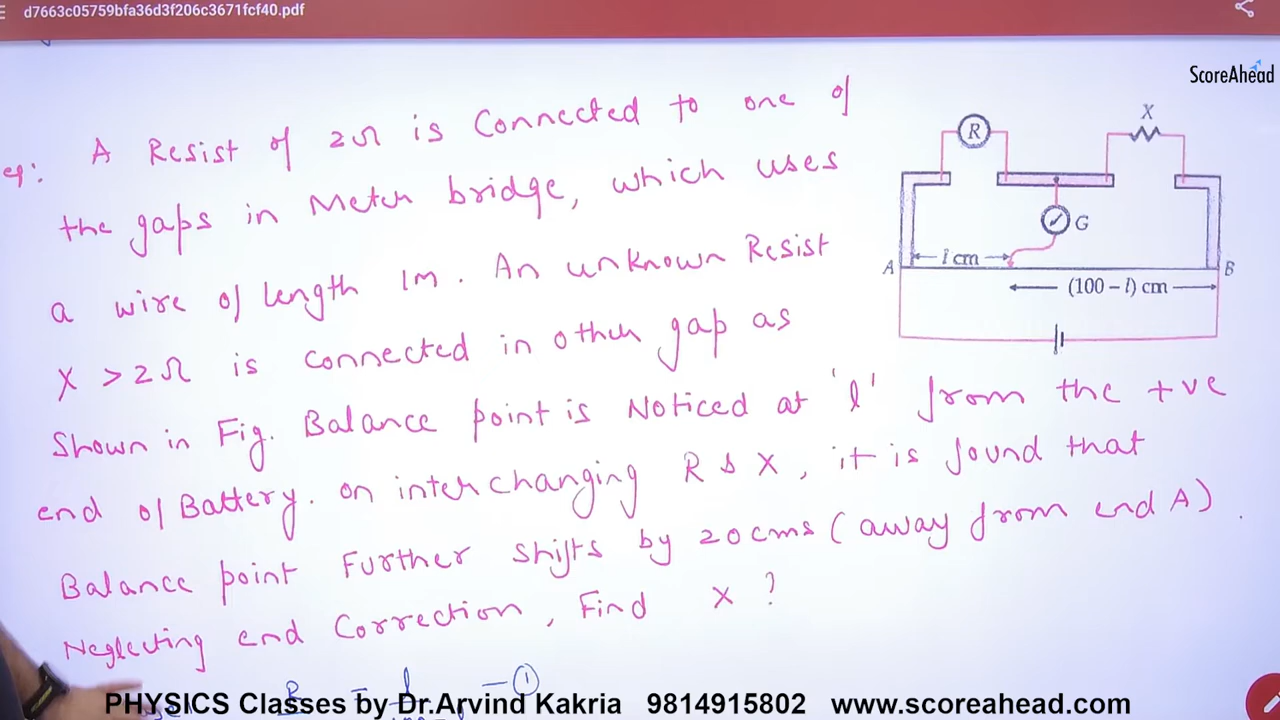 d7663c05759bfa36d3f206c3671fcf40.pdf
ScoreAhead
eg: A Resist of 2Ω is Connected to one of
the gaps in Meter bridge, which uses
a wire of length 1m. An unknown Resist
X > 2Ω is connected in other gap as
Shown in Fig. Balance point is Noticed at 'l' from the +ve
end of Battery. on interchanging R & X, it is found that
Balance point Further shifts by 20cms (away from end A).
Neglecting end Correction, Find X ?
R
X
G
A
l cm
B
(100 – l) cm
R = l — ①
PHYSICS Classes by Dr.Arvind Kakria 9814915802 www.scoreahead.com